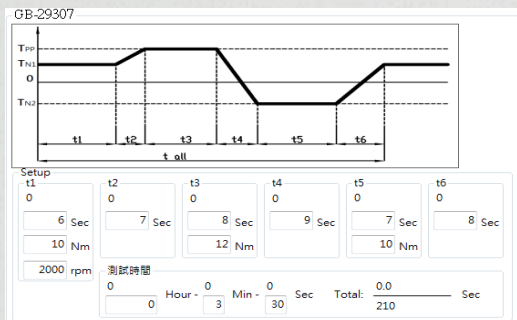 GB-29307
TPP
TN1
0
TN2
t1 t2 t3 t4 t5 t6
t all
Setup
t1 t2 t3 t4 t5 t6
0 0 0 0 0 0
6 Sec 7 Sec 8 Sec 9 Sec 7 Sec 8 Sec
10 Nm 12 Nm 10 Nm
2000 rpm
測試時間
0 0 0 0.0
0 Hour - 3 Min - 30 Sec Total: 210 Sec